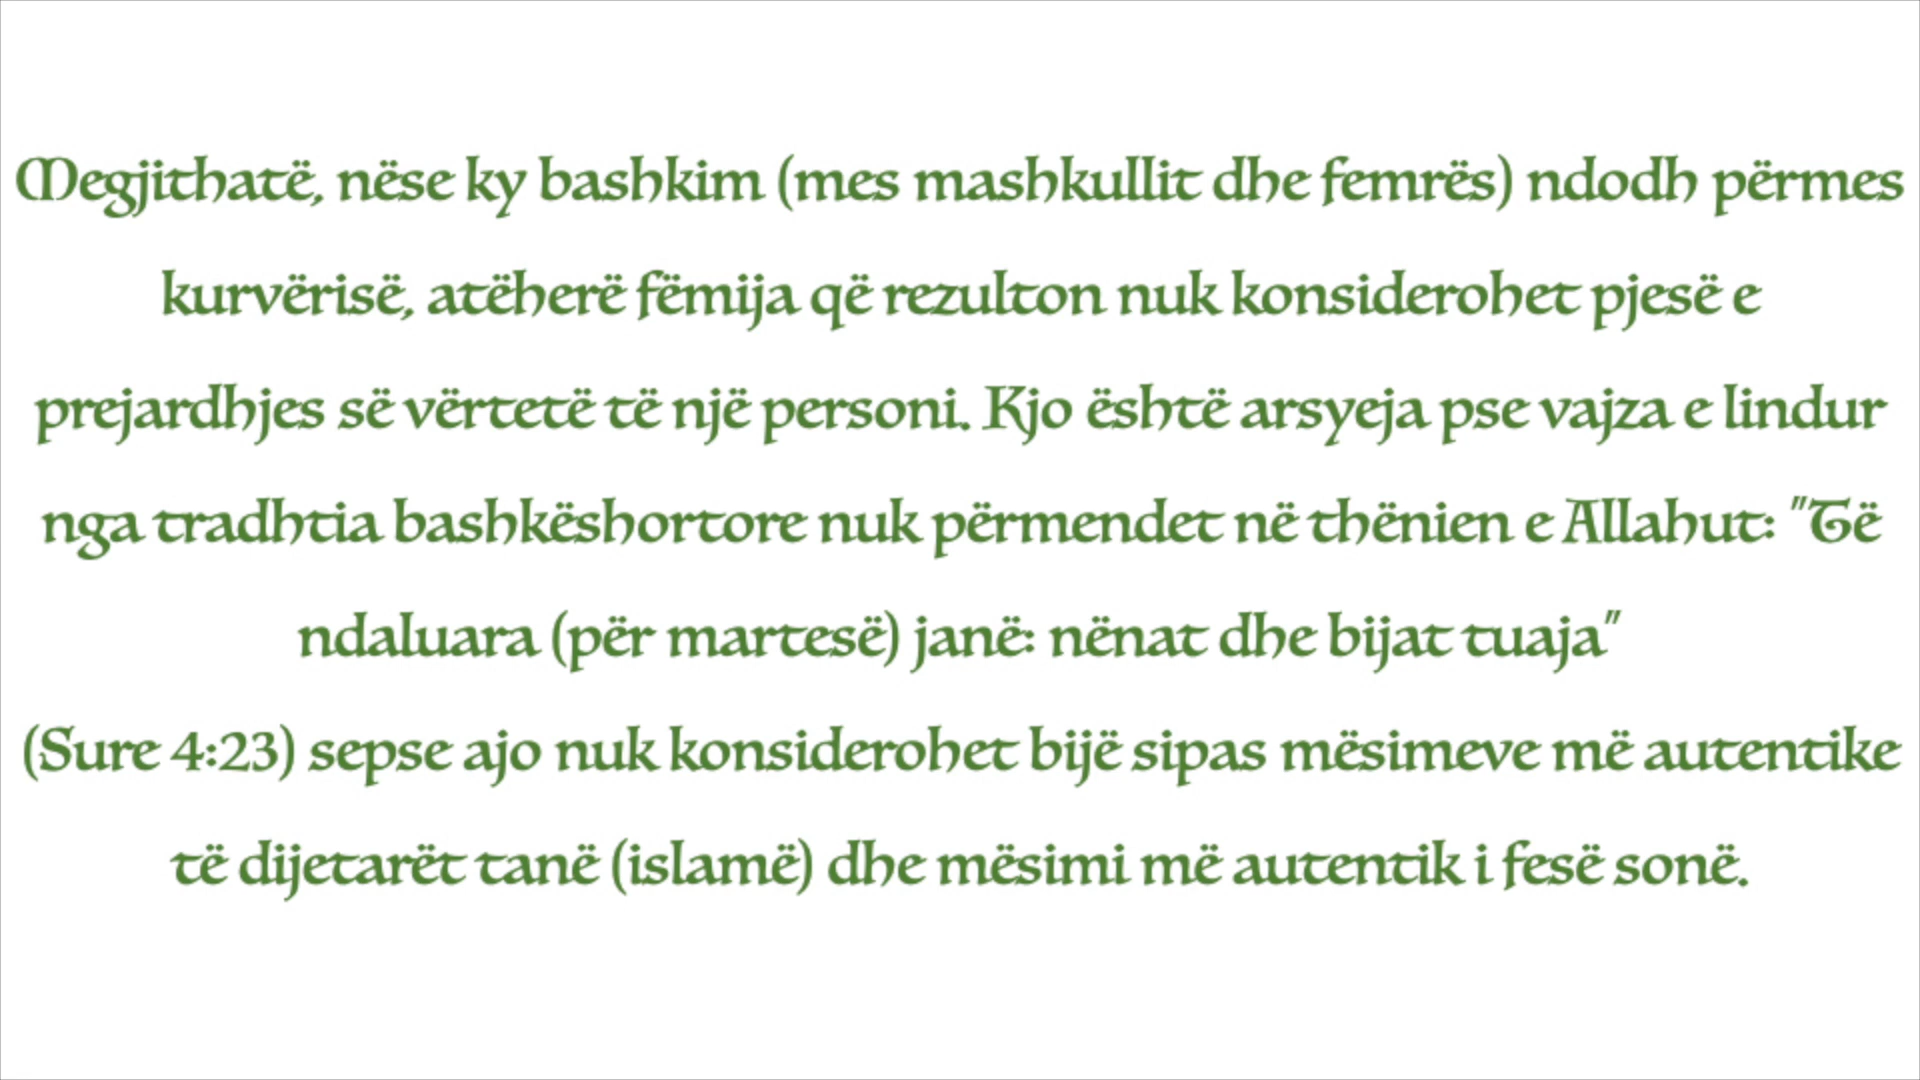 Megjithatë, nëse ky bashkim (mes mashkullit dhe femrës) ndodh përmes
kurvërisë, atëherë fëmija që rezulton nuk konsiderohet pjesë e
prejardhjes së vërtetë të një personi. Kjo është arsyeja pse vajza e lindur
nga tradhtia bashkëshortore nuk përmendet në thënien e Allahut: "Të
ndaluara (për martesë) janë: nënat dhe bijat tuaja"
(Sure 4:23) sepse ajo nuk konsiderohet bijë sipas mësimeve më autentike
të dijetarët tanë (islamë) dhe mësimi më autentik i fesë sonë.